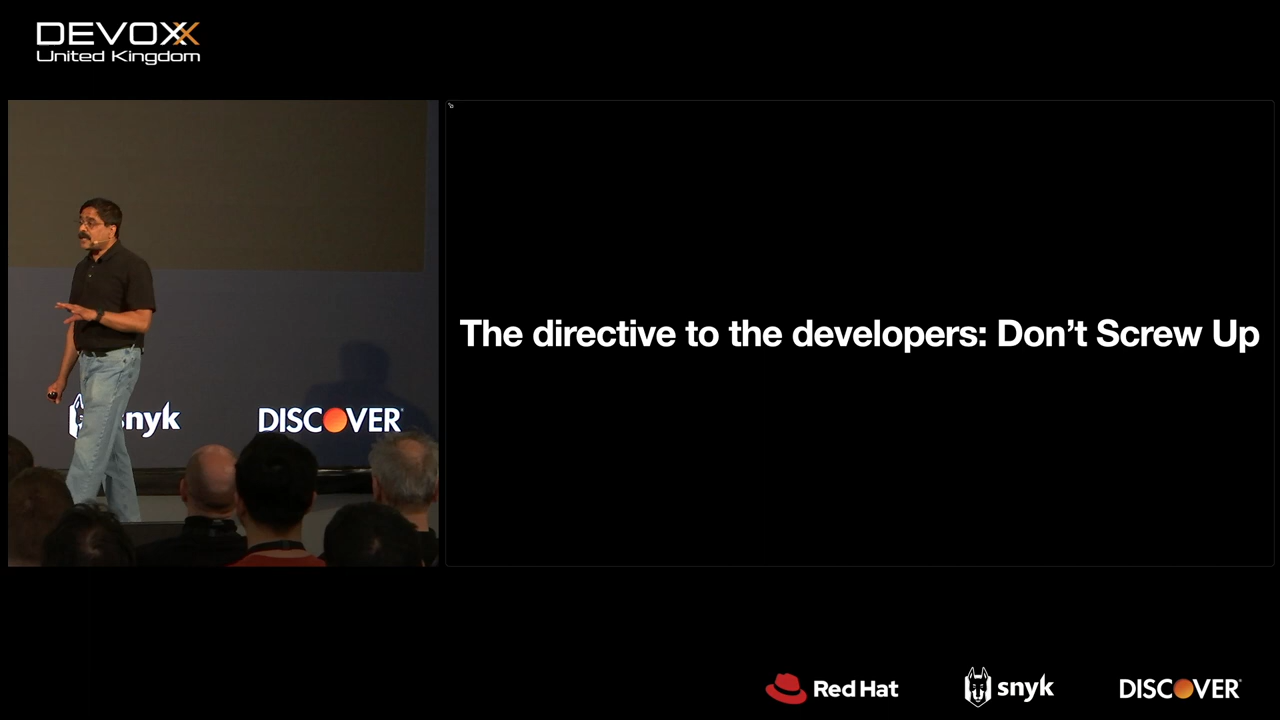 DEVOXX
United Kingdom
snyk
DISCOVER
The directive to the developers: Don’t Screw Up
Red Hat
snyk
DISCOVER